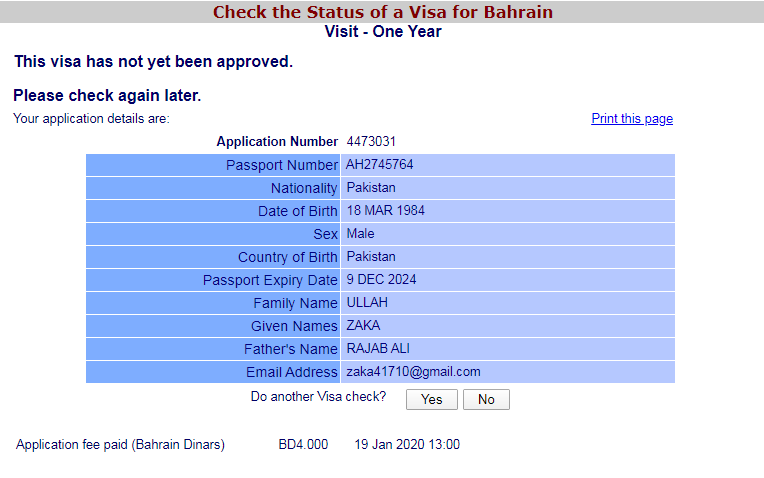 Check the Status of a Visa for Bahrain
Visit - One Year
This visa has not yet been approved.
Please check again later.
Your application details are: Print this page
Application Number 4473031
Passport Number AH2745764
Nationality Pakistan
Date of Birth 18 MAR 1984
Sex Male
Country of Birth Pakistan
Passport Expiry Date 9 DEC 2024
Family Name ULLAH
Given Names ZAKA
Father's Name RAJAB ALI
Email Address zaka41710@gmail.com
Do another Visa check? Yes No
Application fee paid (Bahrain Dinars) BD4.000 19 Jan 2020 13:00